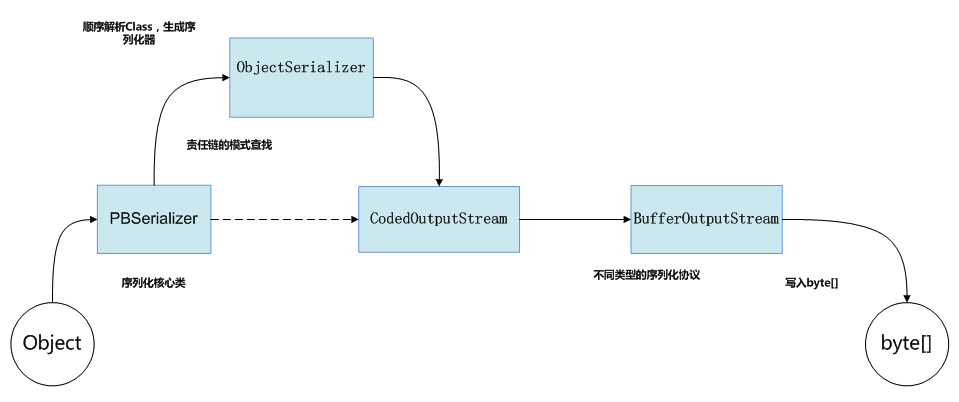 顺序解析Class，生成序
列化器
ObjectSerializer
责任链的模式查找
PBSerializer
CodedOutputStream
BufferOutputStream
序列化核心类
不同类型的序列化协议
写入byte[]
Object
byte[]